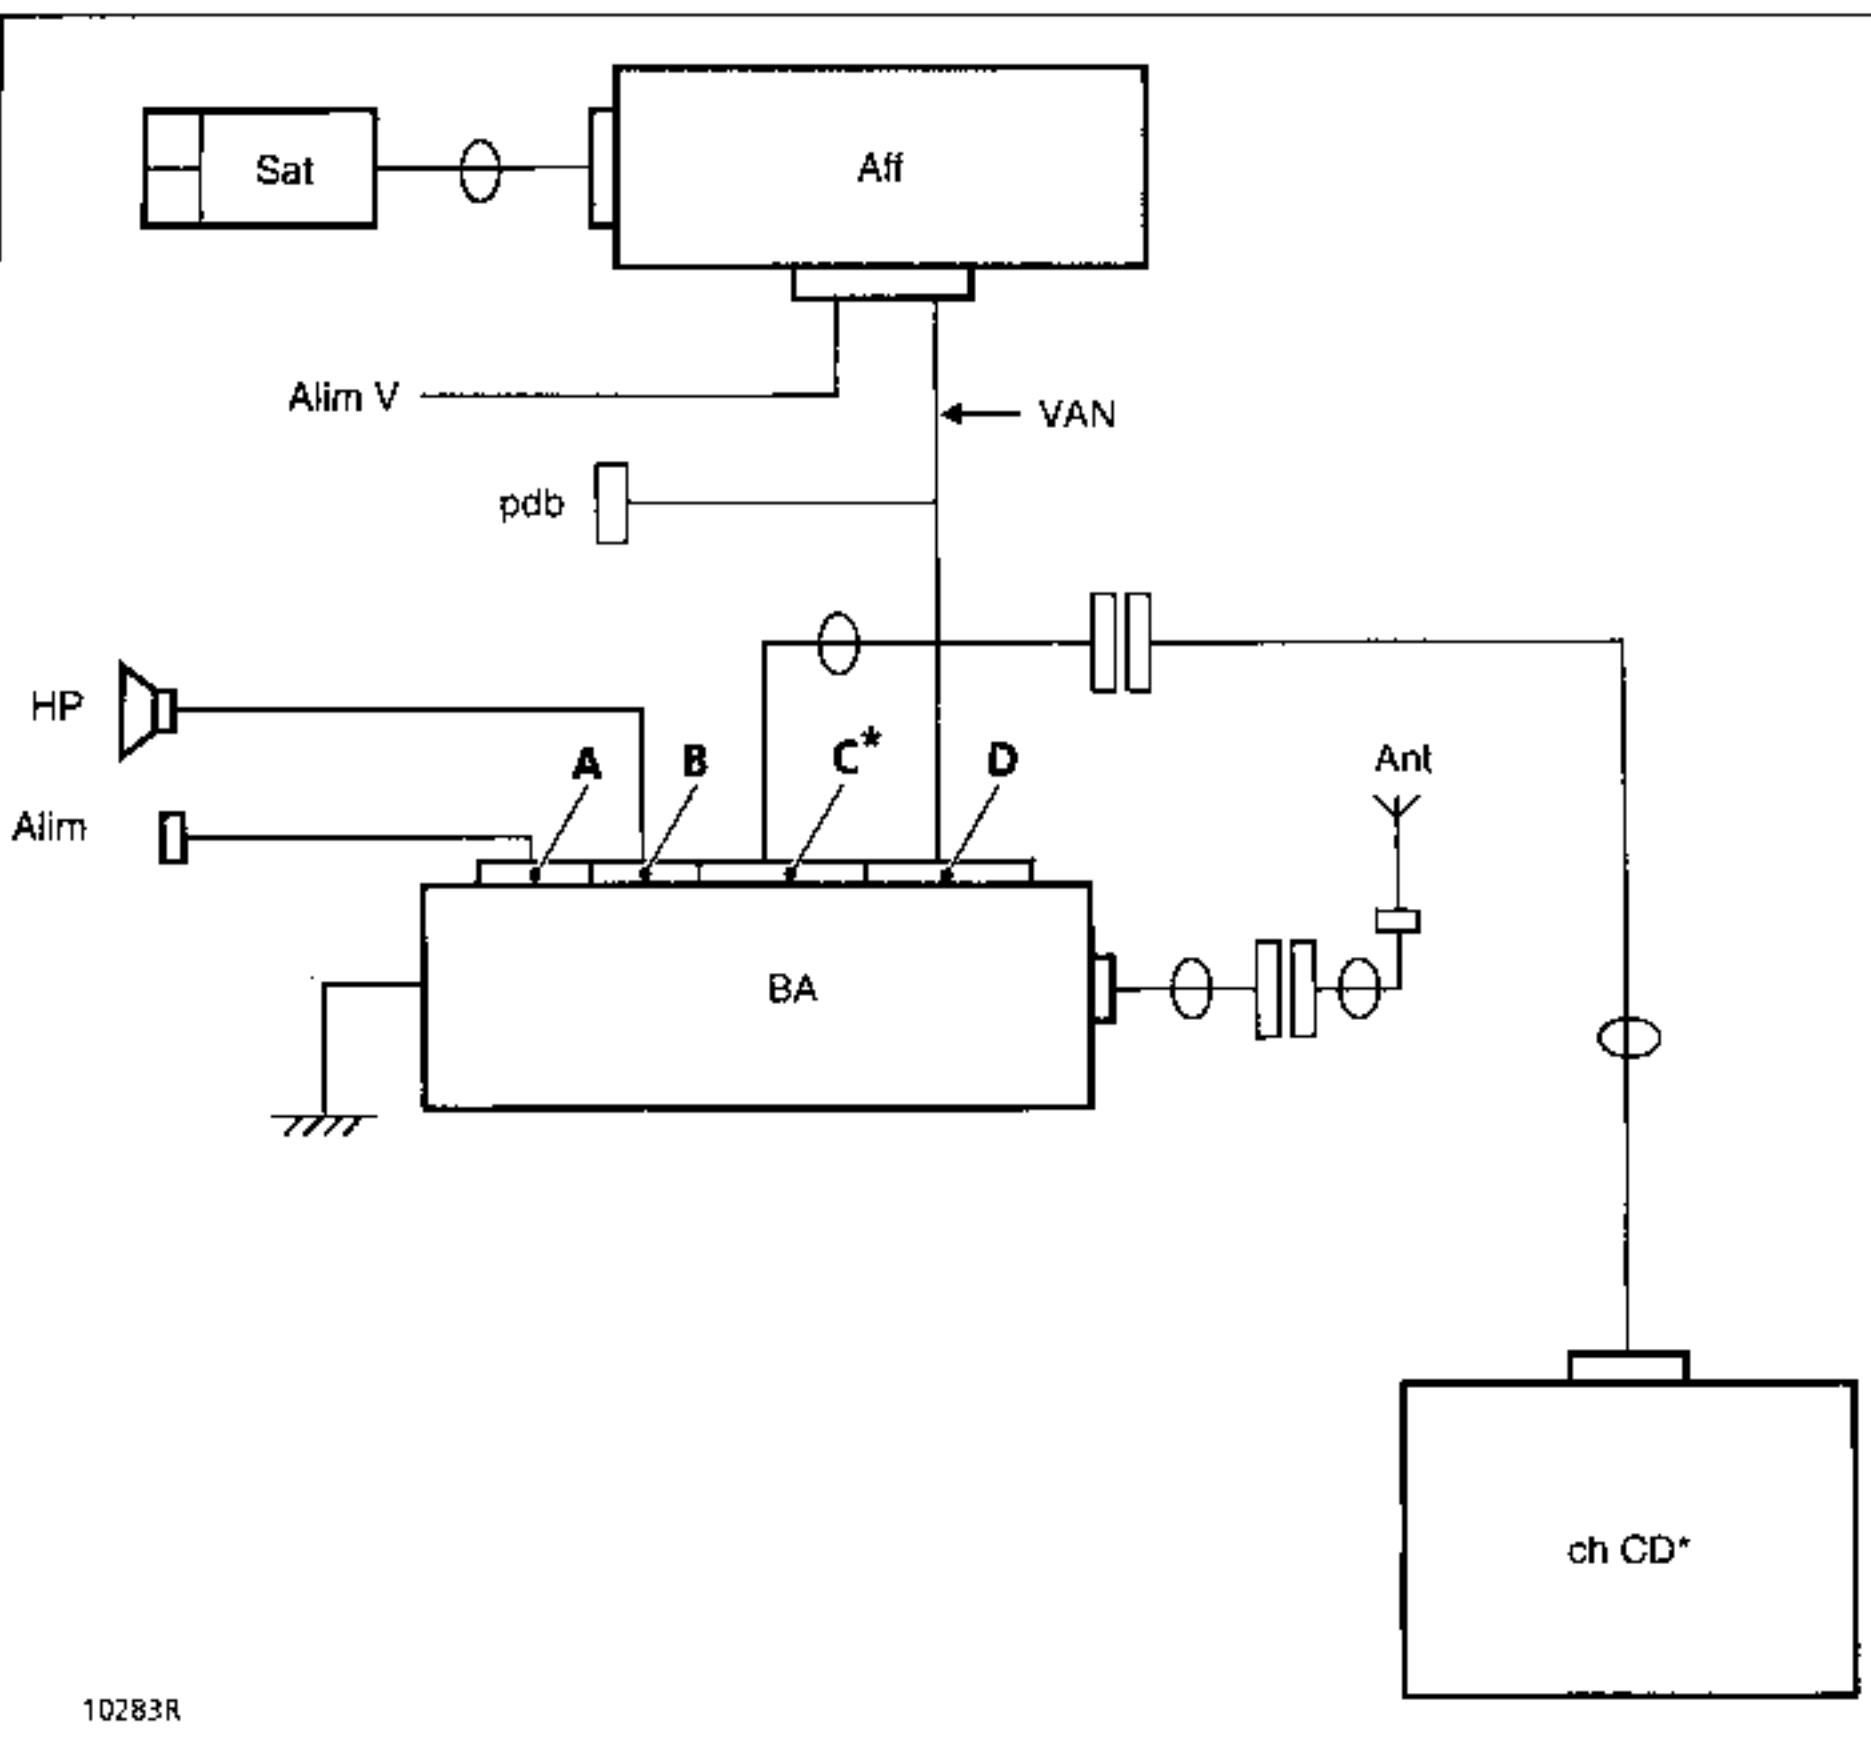 Sat
Aff
Alim V
VAN
pdb
HP
A
B
C*
D
Ant
Alim
BA
ch CD*
10283R